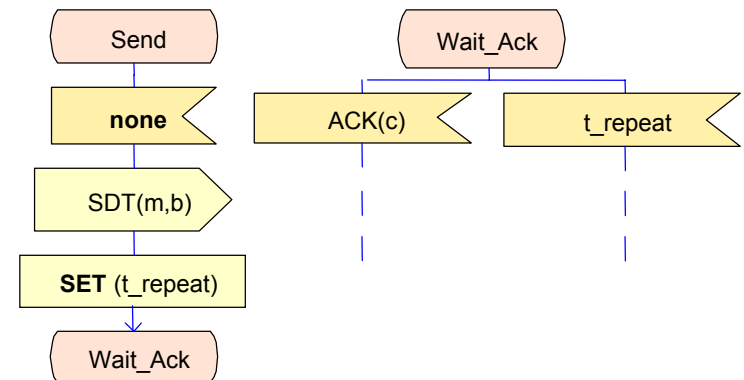 Send
none
SDT(m,b)
SET (t_repeat)
Wait_Ack
Wait_Ack
ACK(c)
t_repeat